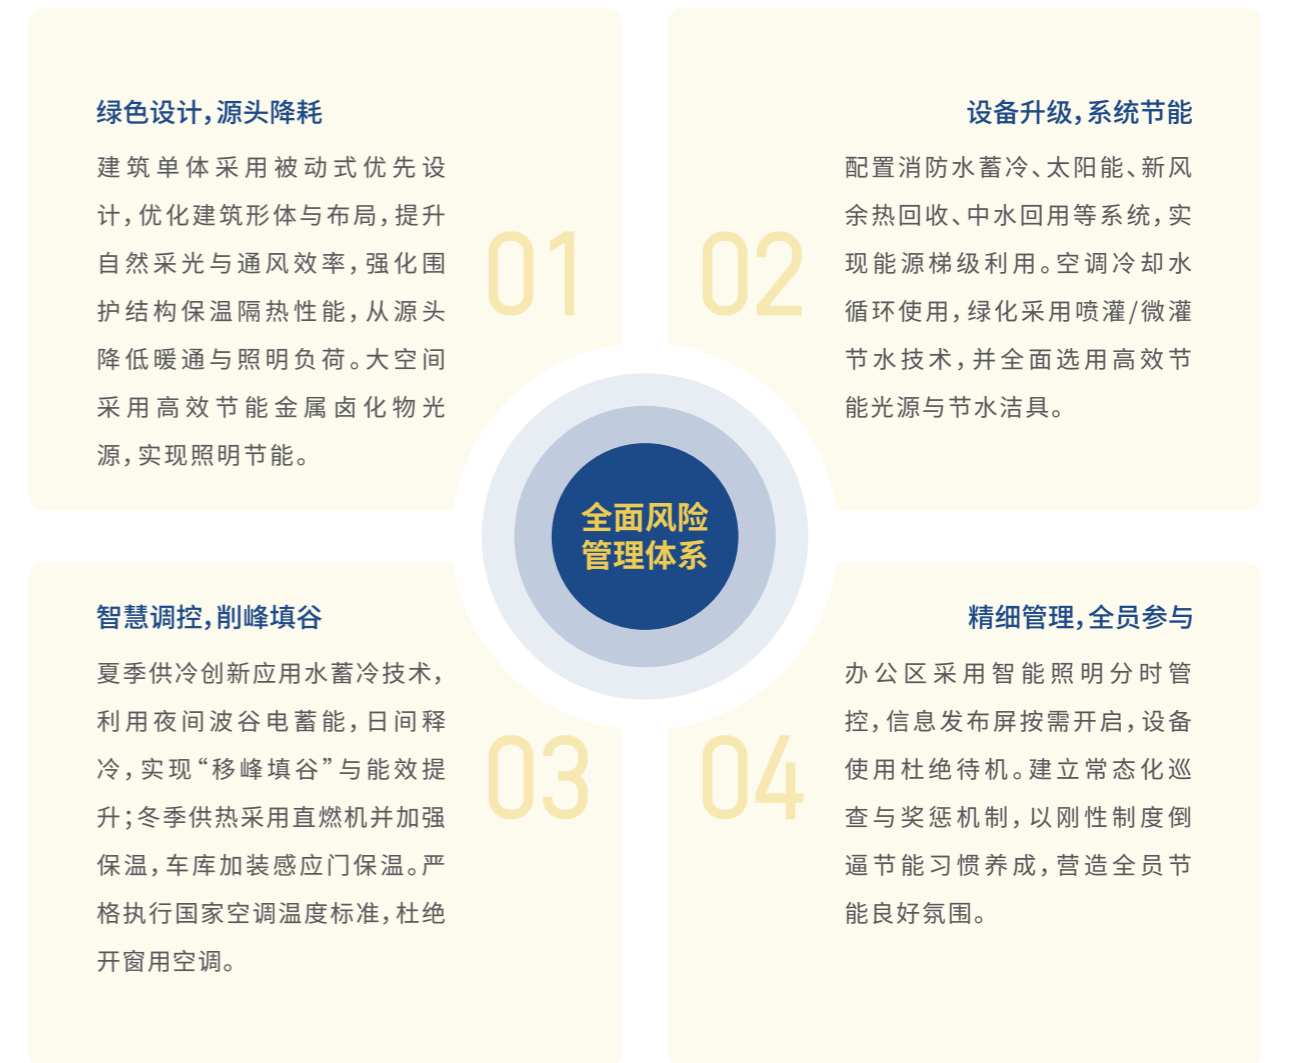 绿色设计,源头降耗
建筑单体采用被动式优先设
计,优化建筑形体与布局,提升
自然采光与通风效率,强化围
护结构保温隔热性能,从源头
降低暖通与照明负荷。大空间
采用高效节能金属卤化物光
源,实现照明节能。
01
设备升级,系统节能
配置消防水蓄冷、太阳能、新风
余热回收、中水回用等系统,实
现能源梯级利用。空调冷却水
循环使用,绿化采用喷灌/微灌
节水技术,并全面选用高效节
能光源与节水洁具。
02
全面风险
管理体系
智慧调控,削峰填谷
夏季供冷创新应用水蓄冷技术,
利用夜间波谷电蓄能,日间释
冷,实现“移峰填谷”与能效提
升;冬季供热采用直燃机并加强
保温,车库加装感应门保温。严
格执行国家空调温度标准,杜绝
开窗用空调。
03
精细管理,全员参与
办公区采用智能照明分时管
控,信息发布屏按需开启,设备
使用杜绝待机。建立常态化巡
查与奖惩机制,以刚性制度倒
逼节能习惯养成,营造全员节
能良好氛围。
04